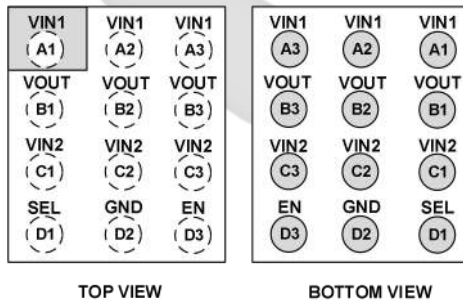 VIN1 VIN1 VIN1 VIN1 VIN1 VIN1
A1 A2 A3 A3 A2 A1
VOUT VOUT VOUT VOUT VOUT VOUT
B1 B2 B3 B3 B2 B1
VIN2 VIN2 VIN2 VIN2 VIN2 VIN2
C1 C2 C3 C3 C2 C1
SEL GND EN EN GND SEL
D1 D2 D3 D3 D2 D1
TOP VIEW BOTTOM VIEW